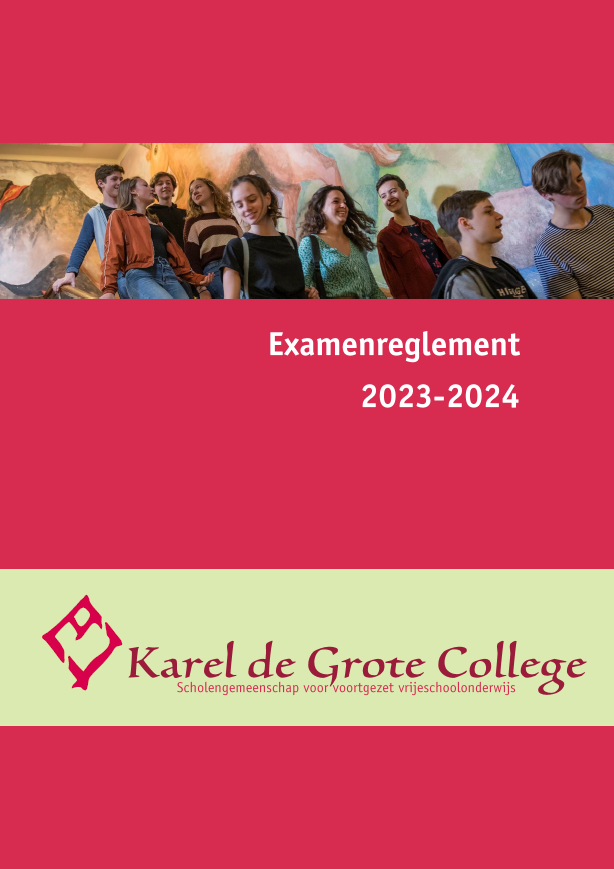 Examenreglement
2023-2024
Karel de Grote College
Scholengemeenschap voor voortgezet vrijeschoolonderwijs